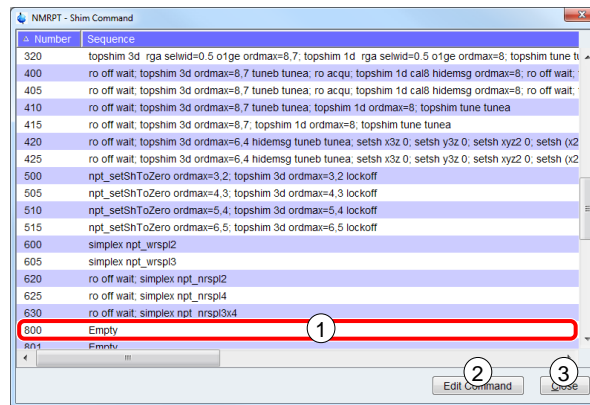 NMRPT - Shim Command
Number Sequence
320 topshim 3d rga selwid=0.5 o1ge ordmax=8,7; topshim 1d rga selwid=0.5 o1ge ordmax=8; topshim tune tu
400 ro off wait; topshim 3d ordmax=8,7 tuneb tunea; ro acqu; topshim 1d cal8 hidemsg ordmax=8; ro off wait;
405 ro off wait; topshim 3d ordmax=8,7 tuneb tunea; ro acqu; topshim 1d cal8 hidemsg ordmax=8; ro off wait;
410 ro off wait; topshim 3d ordmax=8,7 tuneb tunea; topshim 1d ordmax=8; topshim tune tunea
415 ro off wait; topshim 3d ordmax=8,7; topshim 1d ordmax=8; topshim tune tunea
420 ro off wait; topshim 3d ordmax=6,4 hidemsg tuneb tunea; setsh x3z 0; setsh y3z 0; setsh xyz2 0; setsh (x2
425 ro off wait; topshim 3d ordmax=6,4 hidemsg tuneb tunea; setsh x3z 0; setsh y3z 0; setsh xyz2 0; setsh (x2
500 npt_setShToZero ordmax=3,2; topshim 3d ordmax=3,2 lockoff
505 npt_setShToZero ordmax=4,3; topshim 3d ordmax=4,3 lockoff
510 npt_setShToZero ordmax=5,4; topshim 3d ordmax=5,4 lockoff
515 npt_setShToZero ordmax=6,5; topshim 3d ordmax=6,5 lockoff
600 simplex npt_wrspl2
605 simplex npt_wrspl3
620 ro off wait; simplex npt_nrspl2
625 ro off wait; simplex npt_nrspl4
630 ro off wait; simplex npt_nrspl3x4
800 Empty 1
801 Empty
2 3
Edit Command Close